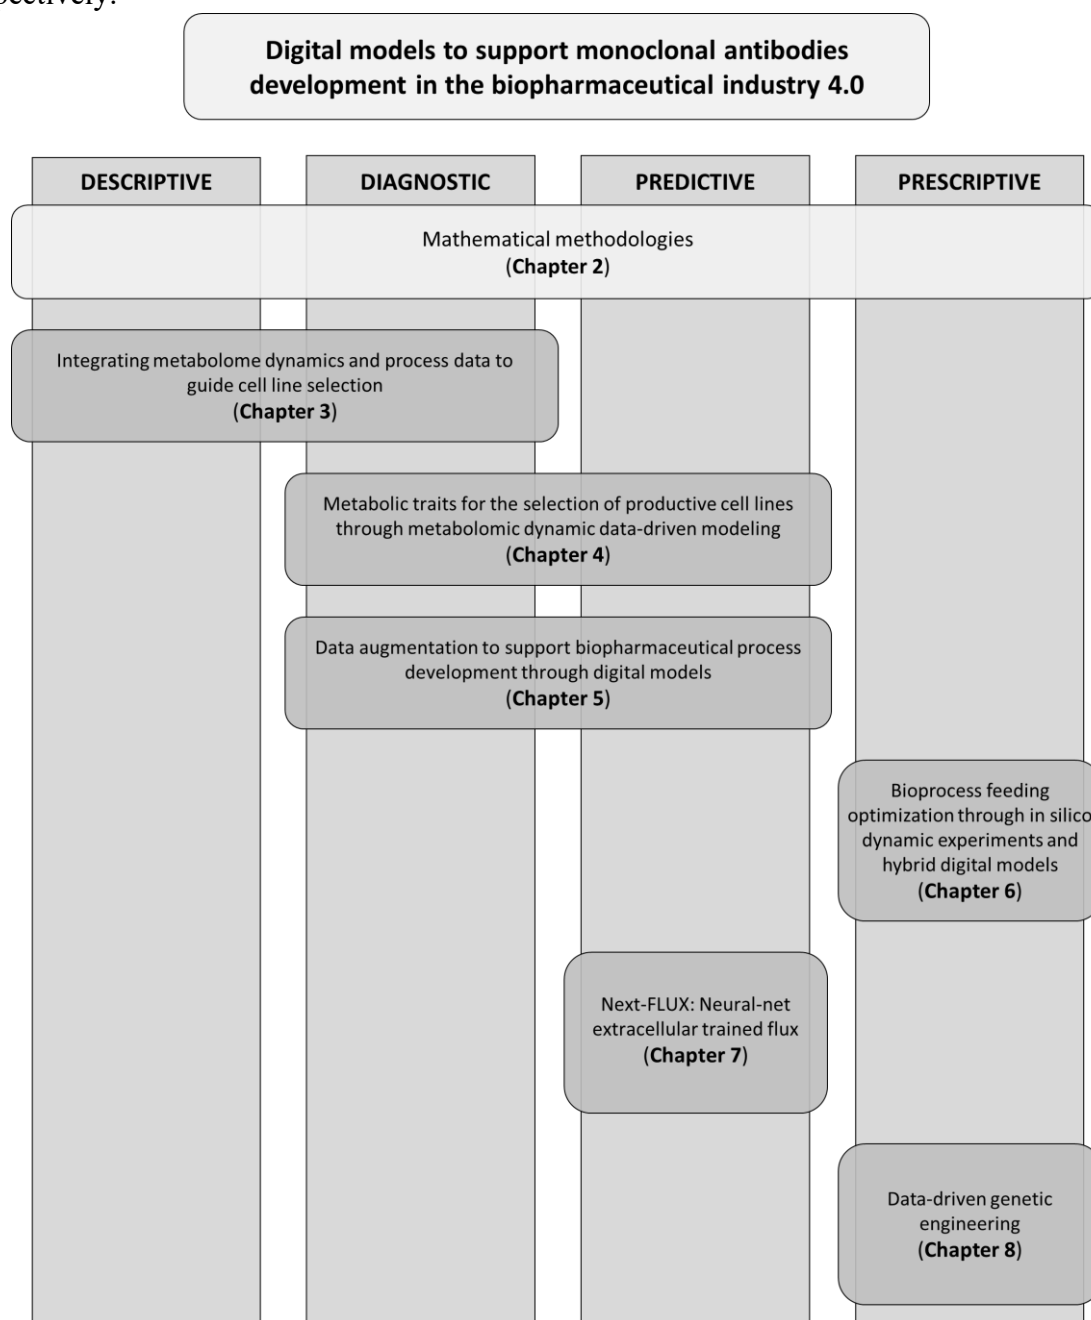 Digital models to support monoclonal antibodies
development in the biopharmaceutical industry 4.0
DESCRIPTIVE
DIAGNOSTIC
PREDICTIVE
PRESCRIPTIVE
Mathematical methodologies
(Chapter 2)
Integrating metabolome dynamics and process data to
guide cell line selection
(Chapter 3)
Metabolic traits for the selection of productive cell lines
through metabolomic dynamic data-driven modeling
(Chapter 4)
Data augmentation to support biopharmaceutical process
development through digital models
(Chapter 5)
Bioprocess feeding
optimization through in silico
dynamic experiments and
hybrid digital models
(Chapter 6)
Next-FLUX: Neural-net
extracellular trained flux
(Chapter 7)
Data-driven genetic
engineering
(Chapter 8)